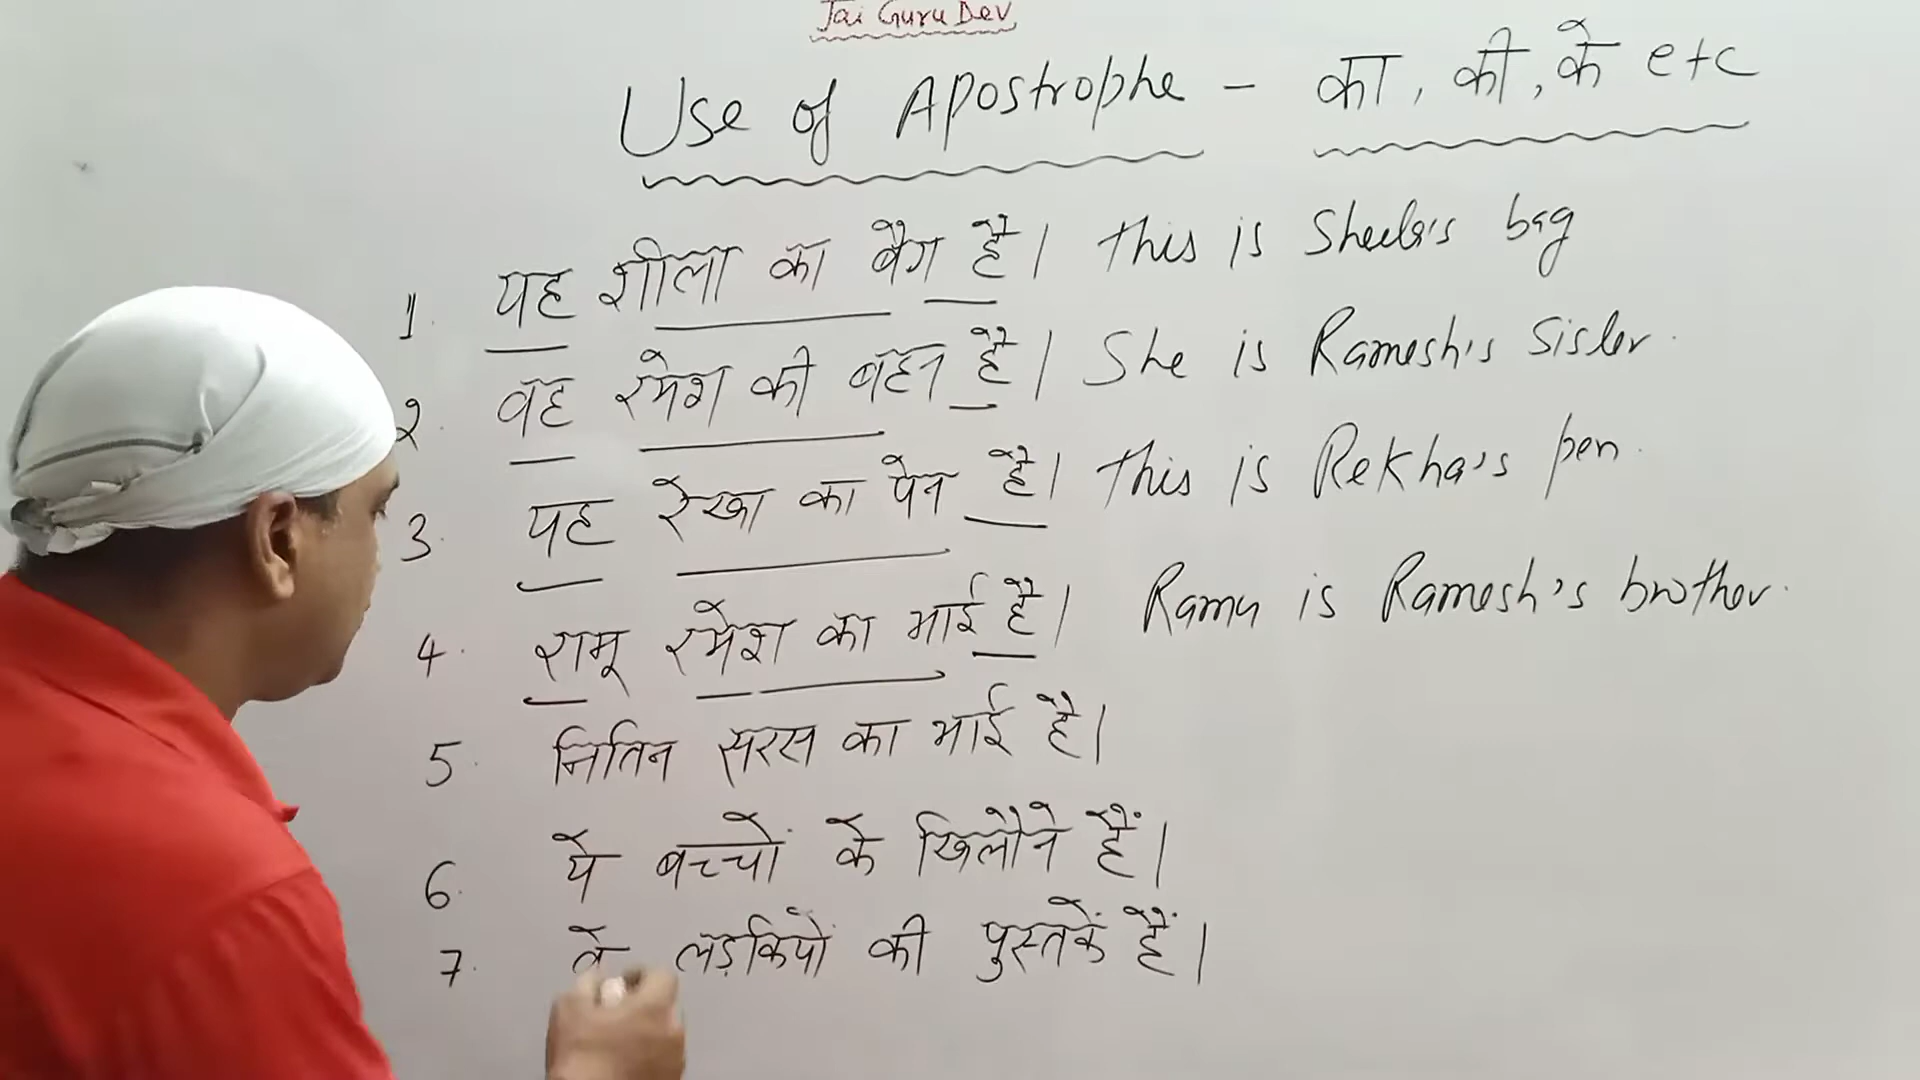 Jai Guru Dev
Use of Apostrophe - का, की, के etc
1. यह शीला का बैग है। This is Sheela's bag
2. वह रमेश की बहन है। She is Ramesh's Sister.
3. यह रेखा का पेन है। This is Rekha's pen.
4. रामू रमेश का भाई है। Ramu is Ramesh's brother.
5. नितिन सरस का भाई है।
6. ये बच्चों के खिलौने हैं।
7. वे लड़कियों की पुस्तकें हैं।